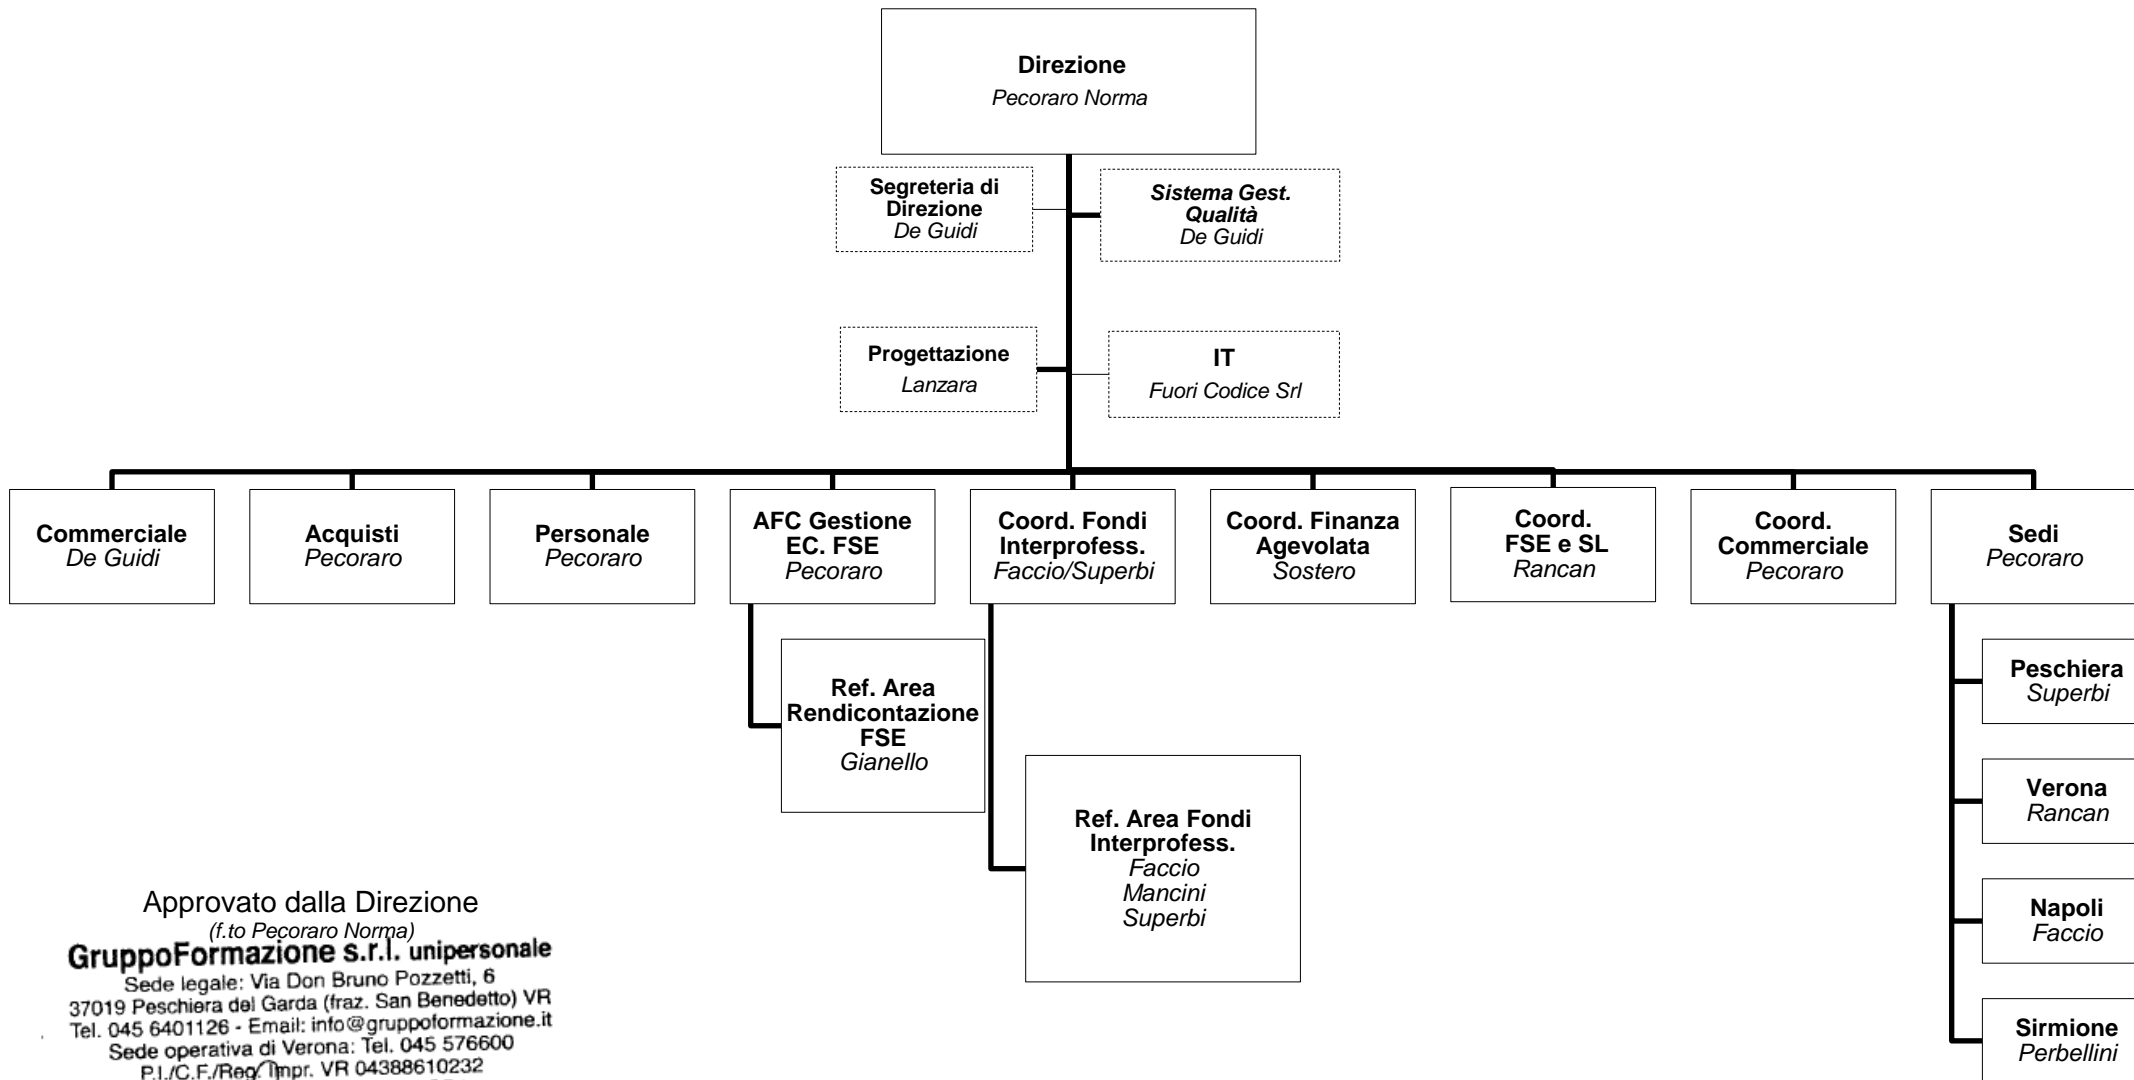 Direzione
Pecoraro Norma
Segreteria di
Direzione
De Guidi
Sistema Gest.
Qualità
De Guidi
Progettazione
Lanzara
IT
Fuori Codice Srl
Commerciale
De Guidi
Acquisti
Pecoraro
Personale
Pecoraro
AFC Gestione
EC. FSE
Pecoraro
Coord. Fondi
Interprofess.
Faccio/Superbi
Coord. Finanza
Agevolata
Sostero
Coord.
FSE e SL
Rancan
Coord.
Commerciale
Pecoraro
Sedi
Pecoraro
Ref. Area
Rendicontazione
FSE
Gianello
Ref. Area Fondi
Interprofess.
Faccio
Mancini
Superbi
Peschiera
Superbi
Verona
Rancan
Napoli
Faccio
Sirmione
Perbellini
Approvato dalla Direzione
(f.to Pecoraro Norma)
GruppoFormazione s.r.l. unipersonale
Sede legale: Via Don Bruno Pozzetti, 6
37019 Peschiera del Garda (fraz. San Benedetto) VR
Tel. 045 6401126 - Email: info@gruppoformazione.it
Sede operativa di Verona: Tel. 045 576600
P.I./C.F./Reg. Impr. VR 04388610232